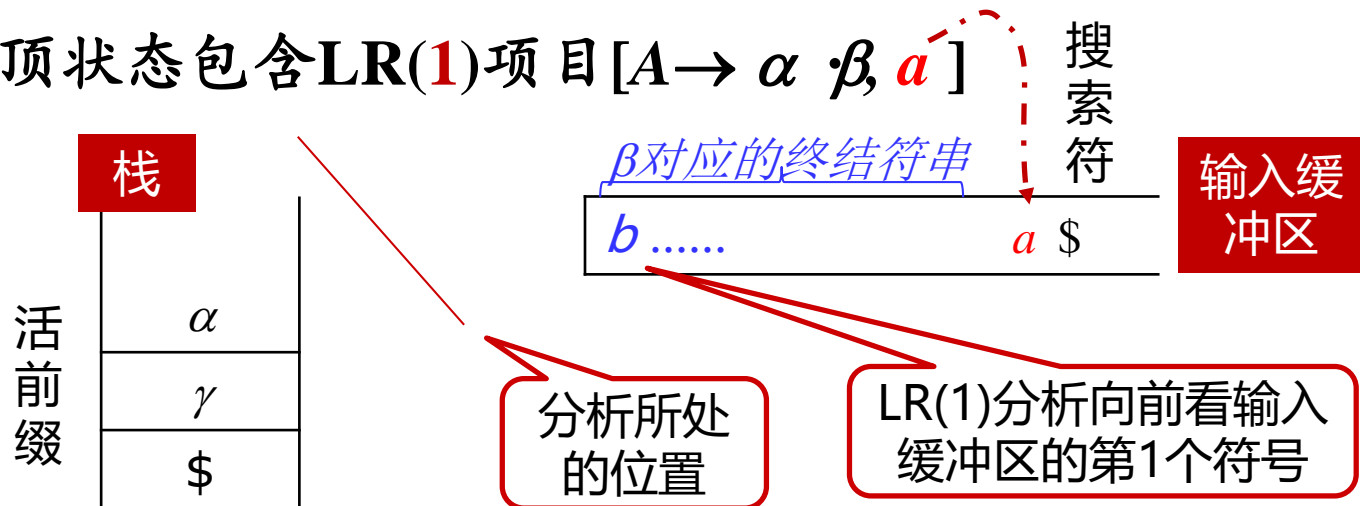 顶状态包含LR(1)项目[A→ α ·β, a ]
搜索符
栈
β对应的终结符串
输入缓
冲区
b ......
a $
活前缀
α
γ
$
分析所处
的位置
LR(1)分析向前看输入
缓冲区的第1个符号